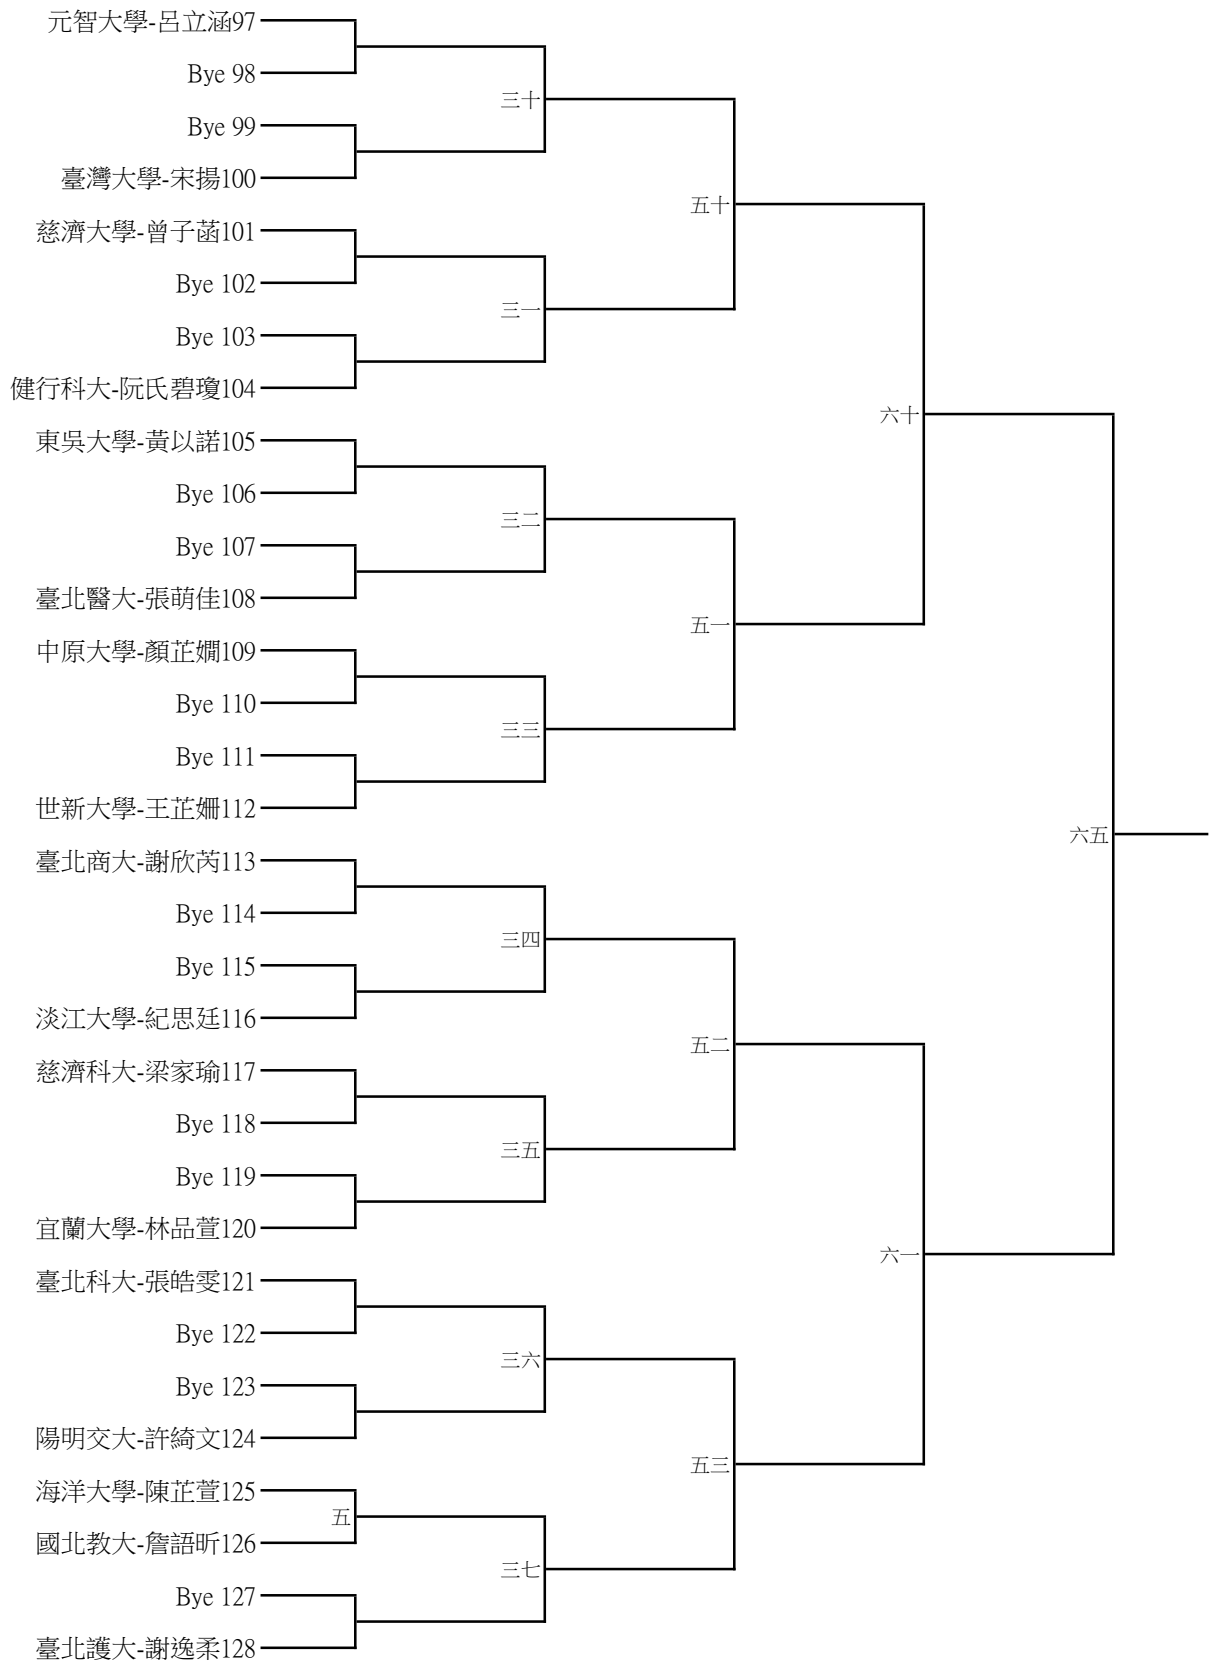 元智大學-呂立涵97
Bye 98
三十
Bye 99
臺灣大學-宋揚100
五十
慈濟大學-曾子菡101
Bye 102
三一
Bye 103
健行科大-阮氏碧瓊104
六十
東吳大學-黃以諾105
Bye 106
三二
Bye 107
臺北醫大-張萌佳108
五一
中原大學-顏芷嫺109
Bye 110
三三
Bye 111
世新大學-王芷姍112
六五
臺北商大-謝欣芮113
Bye 114
三四
Bye 115
淡江大學-紀思廷116
五二
慈濟科大-梁家瑜117
Bye 118
三五
Bye 119
宜蘭大學-林品萱120
六一
臺北科大-張皓雯121
Bye 122
三六
Bye 123
陽明交大-許綺文124
五三
海洋大學-陳芷萱125
五
國北教大-詹語昕126
三七
Bye 127
臺北護大-謝逸柔128